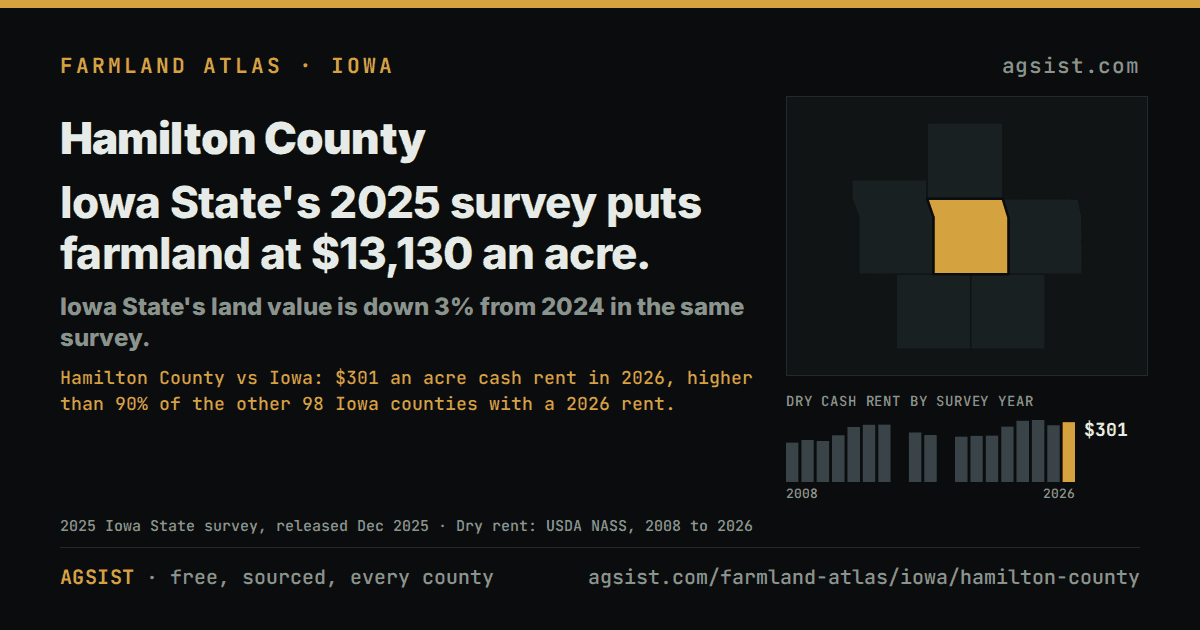 FARMLAND ATLAS · IOWA
agsist.com
Hamilton County
Iowa State's 2025 survey puts
farmland at $13,130 an acre.
Iowa State's land value is down 3% from 2024 in the same
survey.
Hamilton County vs Iowa: $301 an acre cash rent in 2026, higher
than 90% of the other 98 Iowa counties with a 2026 rent.
DRY CASH RENT BY SURVEY YEAR
$301
2008
2026
2025 Iowa State survey, released Dec 2025 · Dry rent: USDA NASS, 2008 to 2026
AGSIST · free, sourced, every county
agsist.com/farmland-atlas/iowa/hamilton-county